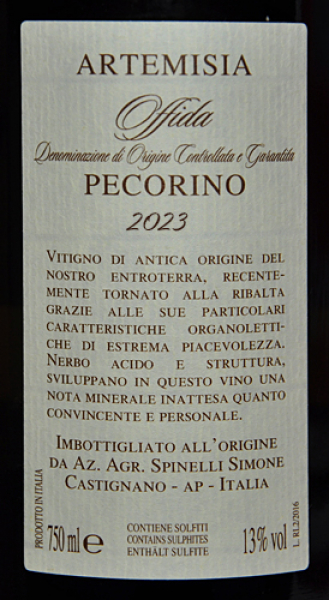 ARTEMISIA
Offida
Denominazione di Origine Controllata e Garantita
PECORINO
2023
VITIGNO DI ANTICA ORIGINE DEL
NOSTRO ENTROTERRA, RECENTE-
MENTE TORNATO ALLA RIBALTA
GRAZIE ALLE SUE PARTICOLARI
CARATTERISTICHE ORGANOLETTI-
CHE DI ESTREMA PIACEVOLEZZA.
NERBO ACIDO E STRUTTURA,
SVILUPPANO IN QUESTO VINO UNA
NOTA MINERALE INATTESA QUANTO
CONVINCENTE E PERSONALE.
IMBOTTIGLIATO ALL'ORIGINE
DA AZ. AGR. SPINELLI SIMONE
CASTIGNANO - AP - ITALIA
PRODOTTO IN ITALIA
750 ml e
CONTIENE SOLFITI
CONTAINS SULPHITES
ENTHÄLT SULFITE
13% vol
L. RI.2/2016